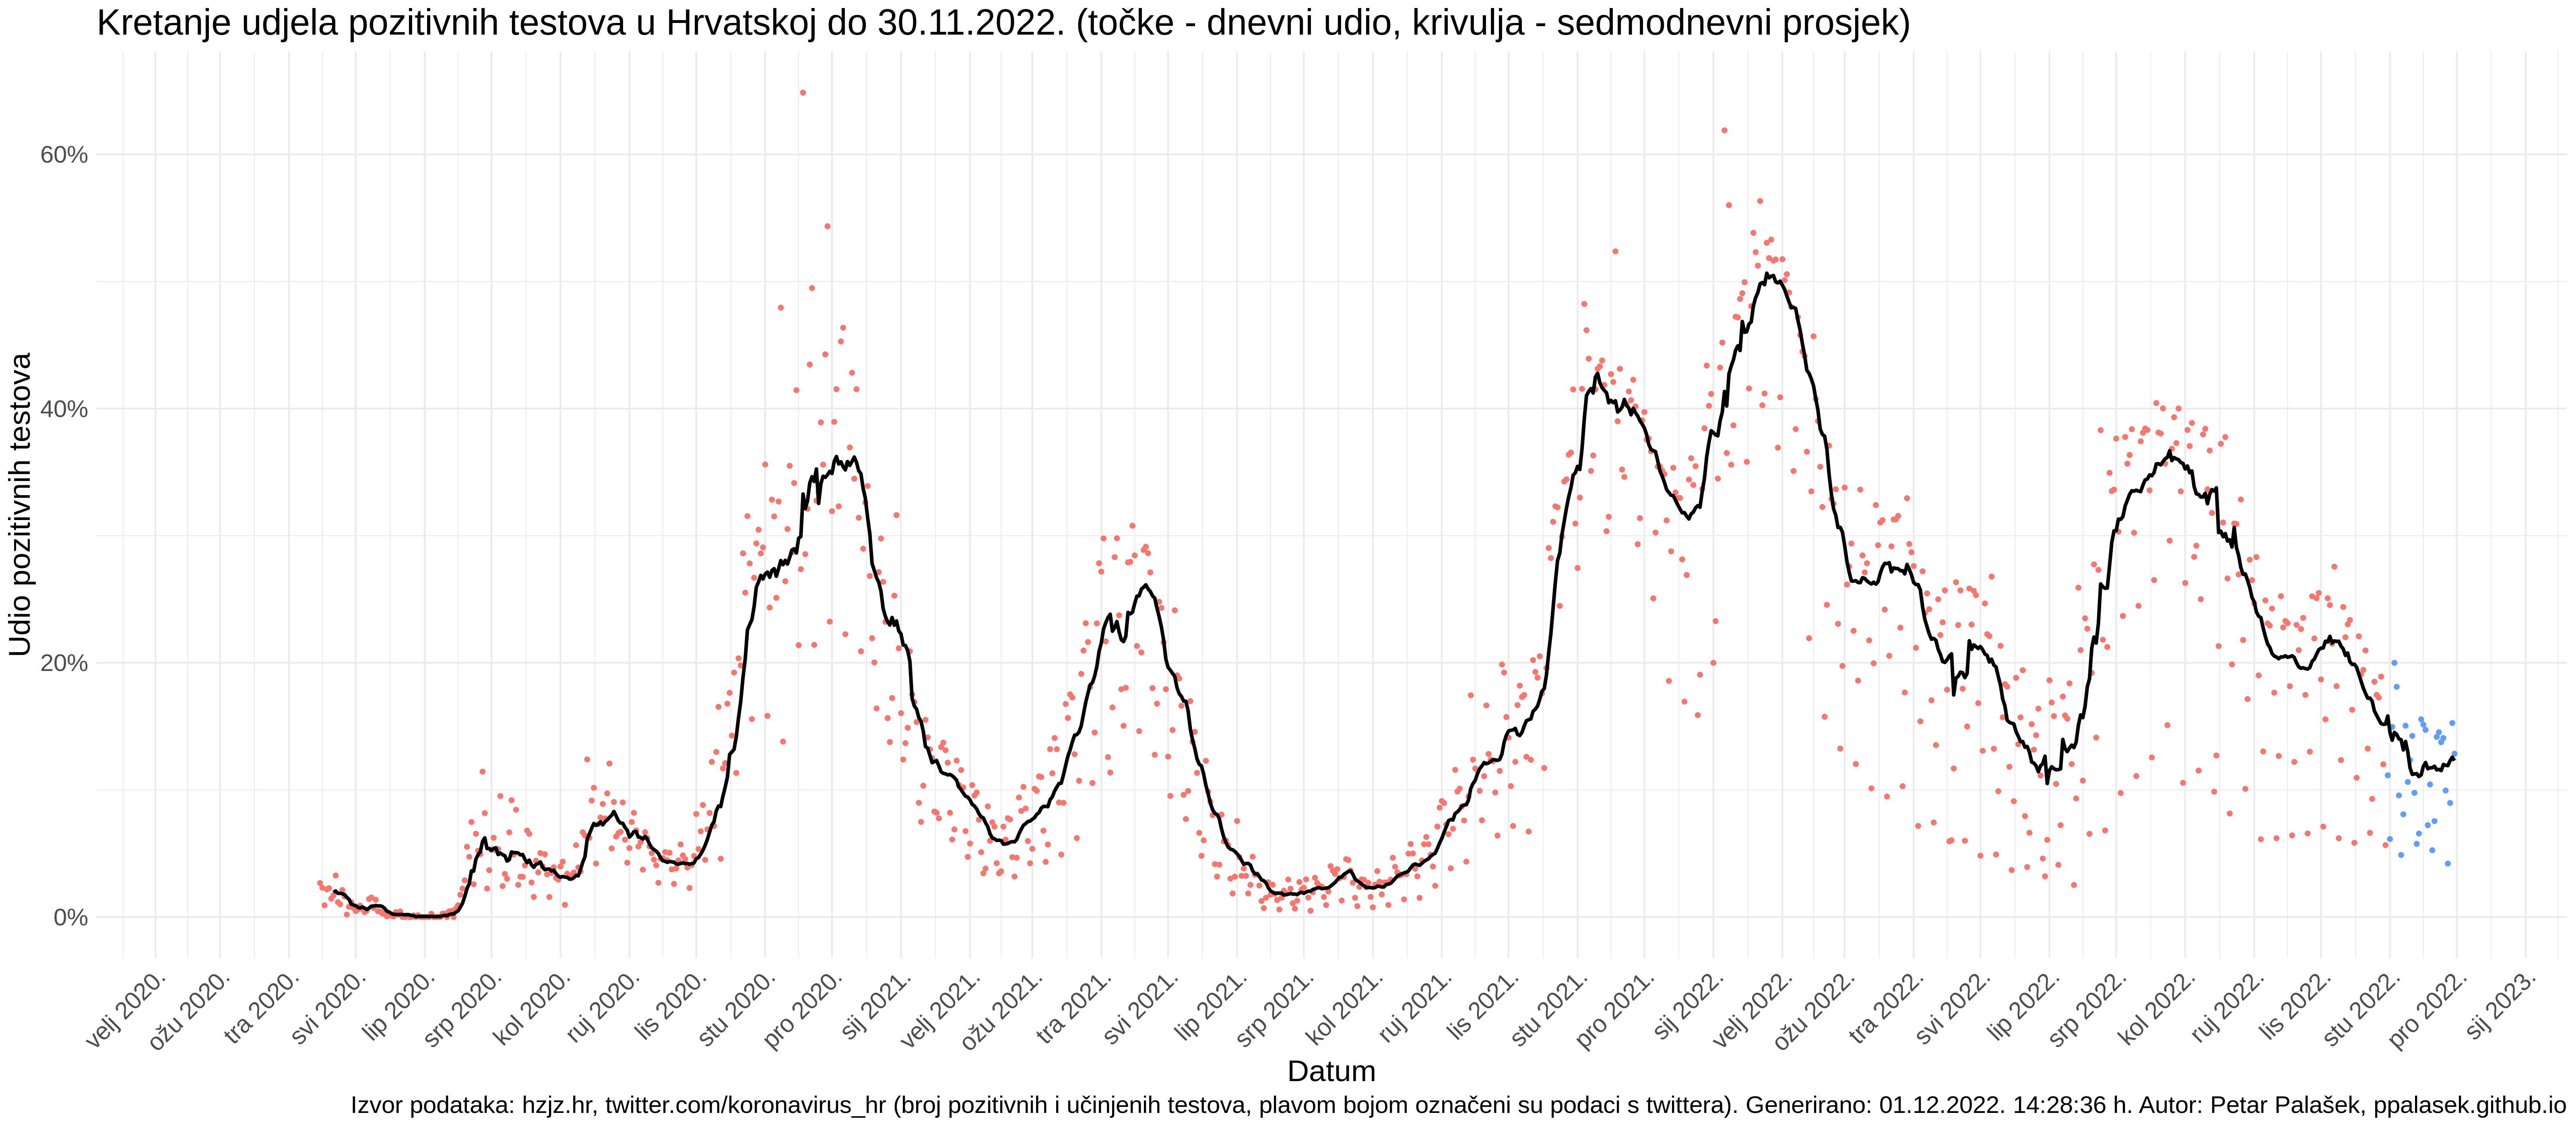 Kretanje udjela pozitivnih testova u Hrvatskoj do 30.11.2022. (točke - dnevni udio, krivulja - sedmodnevni prosjek)
Udio pozitivnih testova
60%
40%
20%
0%
velj 2020.
ožu 2020.
tra 2020.
svi 2020.
lip 2020.
srp 2020.
kol 2020.
ruj 2020.
lis 2020.
stu 2020.
pro 2020.
sij 2021.
velj 2021.
ožu 2021.
tra 2021.
svi 2021.
lip 2021.
srp 2021.
kol 2021.
ruj 2021.
lis 2021.
stu 2021.
pro 2021.
sij 2022.
velj 2022.
ožu 2022.
tra 2022.
svi 2022.
lip 2022.
srp 2022.
kol 2022.
ruj 2022.
lis 2022.
stu 2022.
pro 2022.
sij 2023.
Datum
Izvor podataka: hzjz.hr, twitter.com/koronavirus_hr (broj pozitivnih i učinjenih testova, plavom bojom označeni su podaci s twittera). Generirano: 01.12.2022. 14:28:36 h. Autor: Petar Palašek, ppalasek.github.io